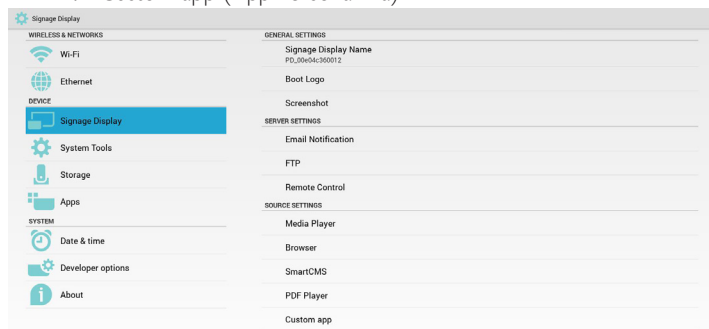 Signage Display
WIRELESS & NETWORKS
Wi-Fi
Ethernet
DEVICE
Signage Display
System Tools
Storage
Apps
SYSTEM
Date & time
Developer options
About
GENERAL SETTINGS
Signage Display Name
PD_00e04c360012
Boot Logo
Screenshot
SERVER SETTINGS
Email Notification
FTP
Remote Control
SOURCE SETTINGS
Media Player
Browser
SmartCMS
PDF Player
Custom app